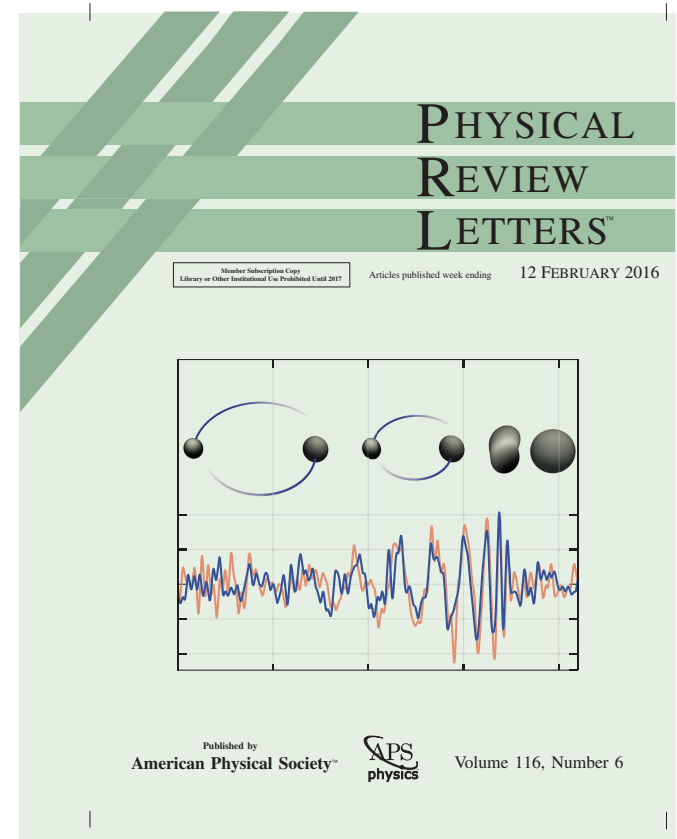 PHYSICAL
REVIEW
LETTERS™
Member Subscription Copy
Library or Other Institutional Use Prohibited Until 2017
Articles published week ending 12 FEBRUARY 2016
Published by
American Physical Society™
APS
physics
Volume 116, Number 6